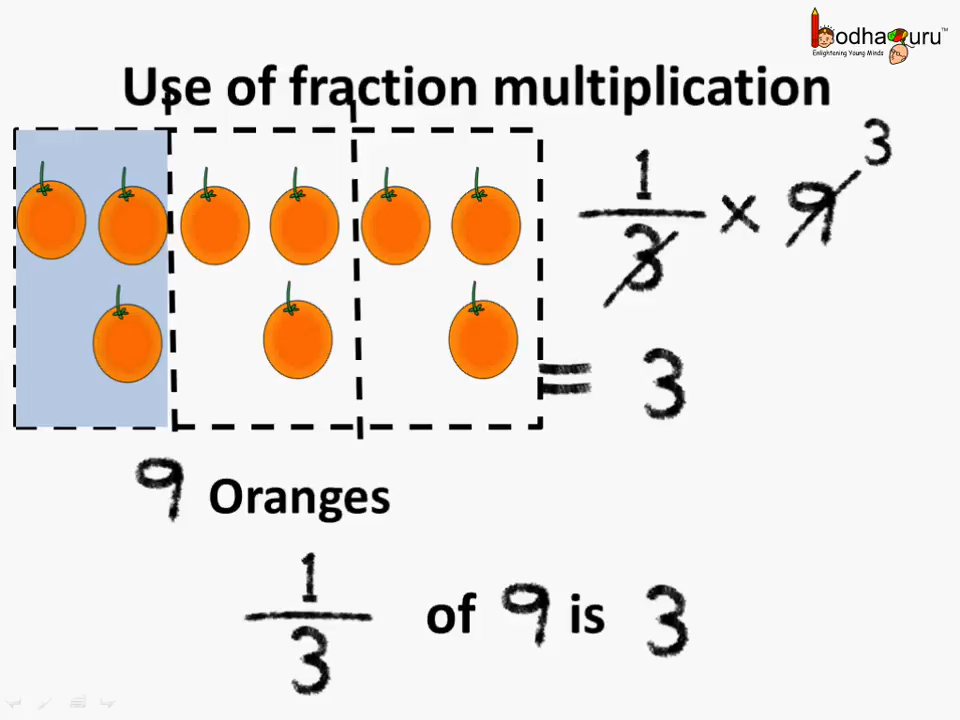 BodhaGuru™
Enlightening Young Minds
Use of fraction multiplication
1/3 × 9 3
= 3
9 Oranges
1/3 of 9 is 3